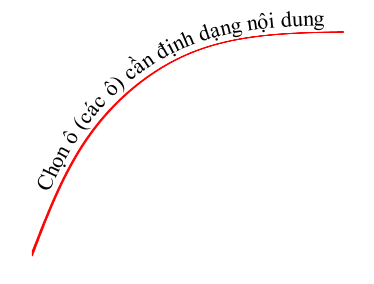 Chọn ô (các ô) cần định dạng nội dung